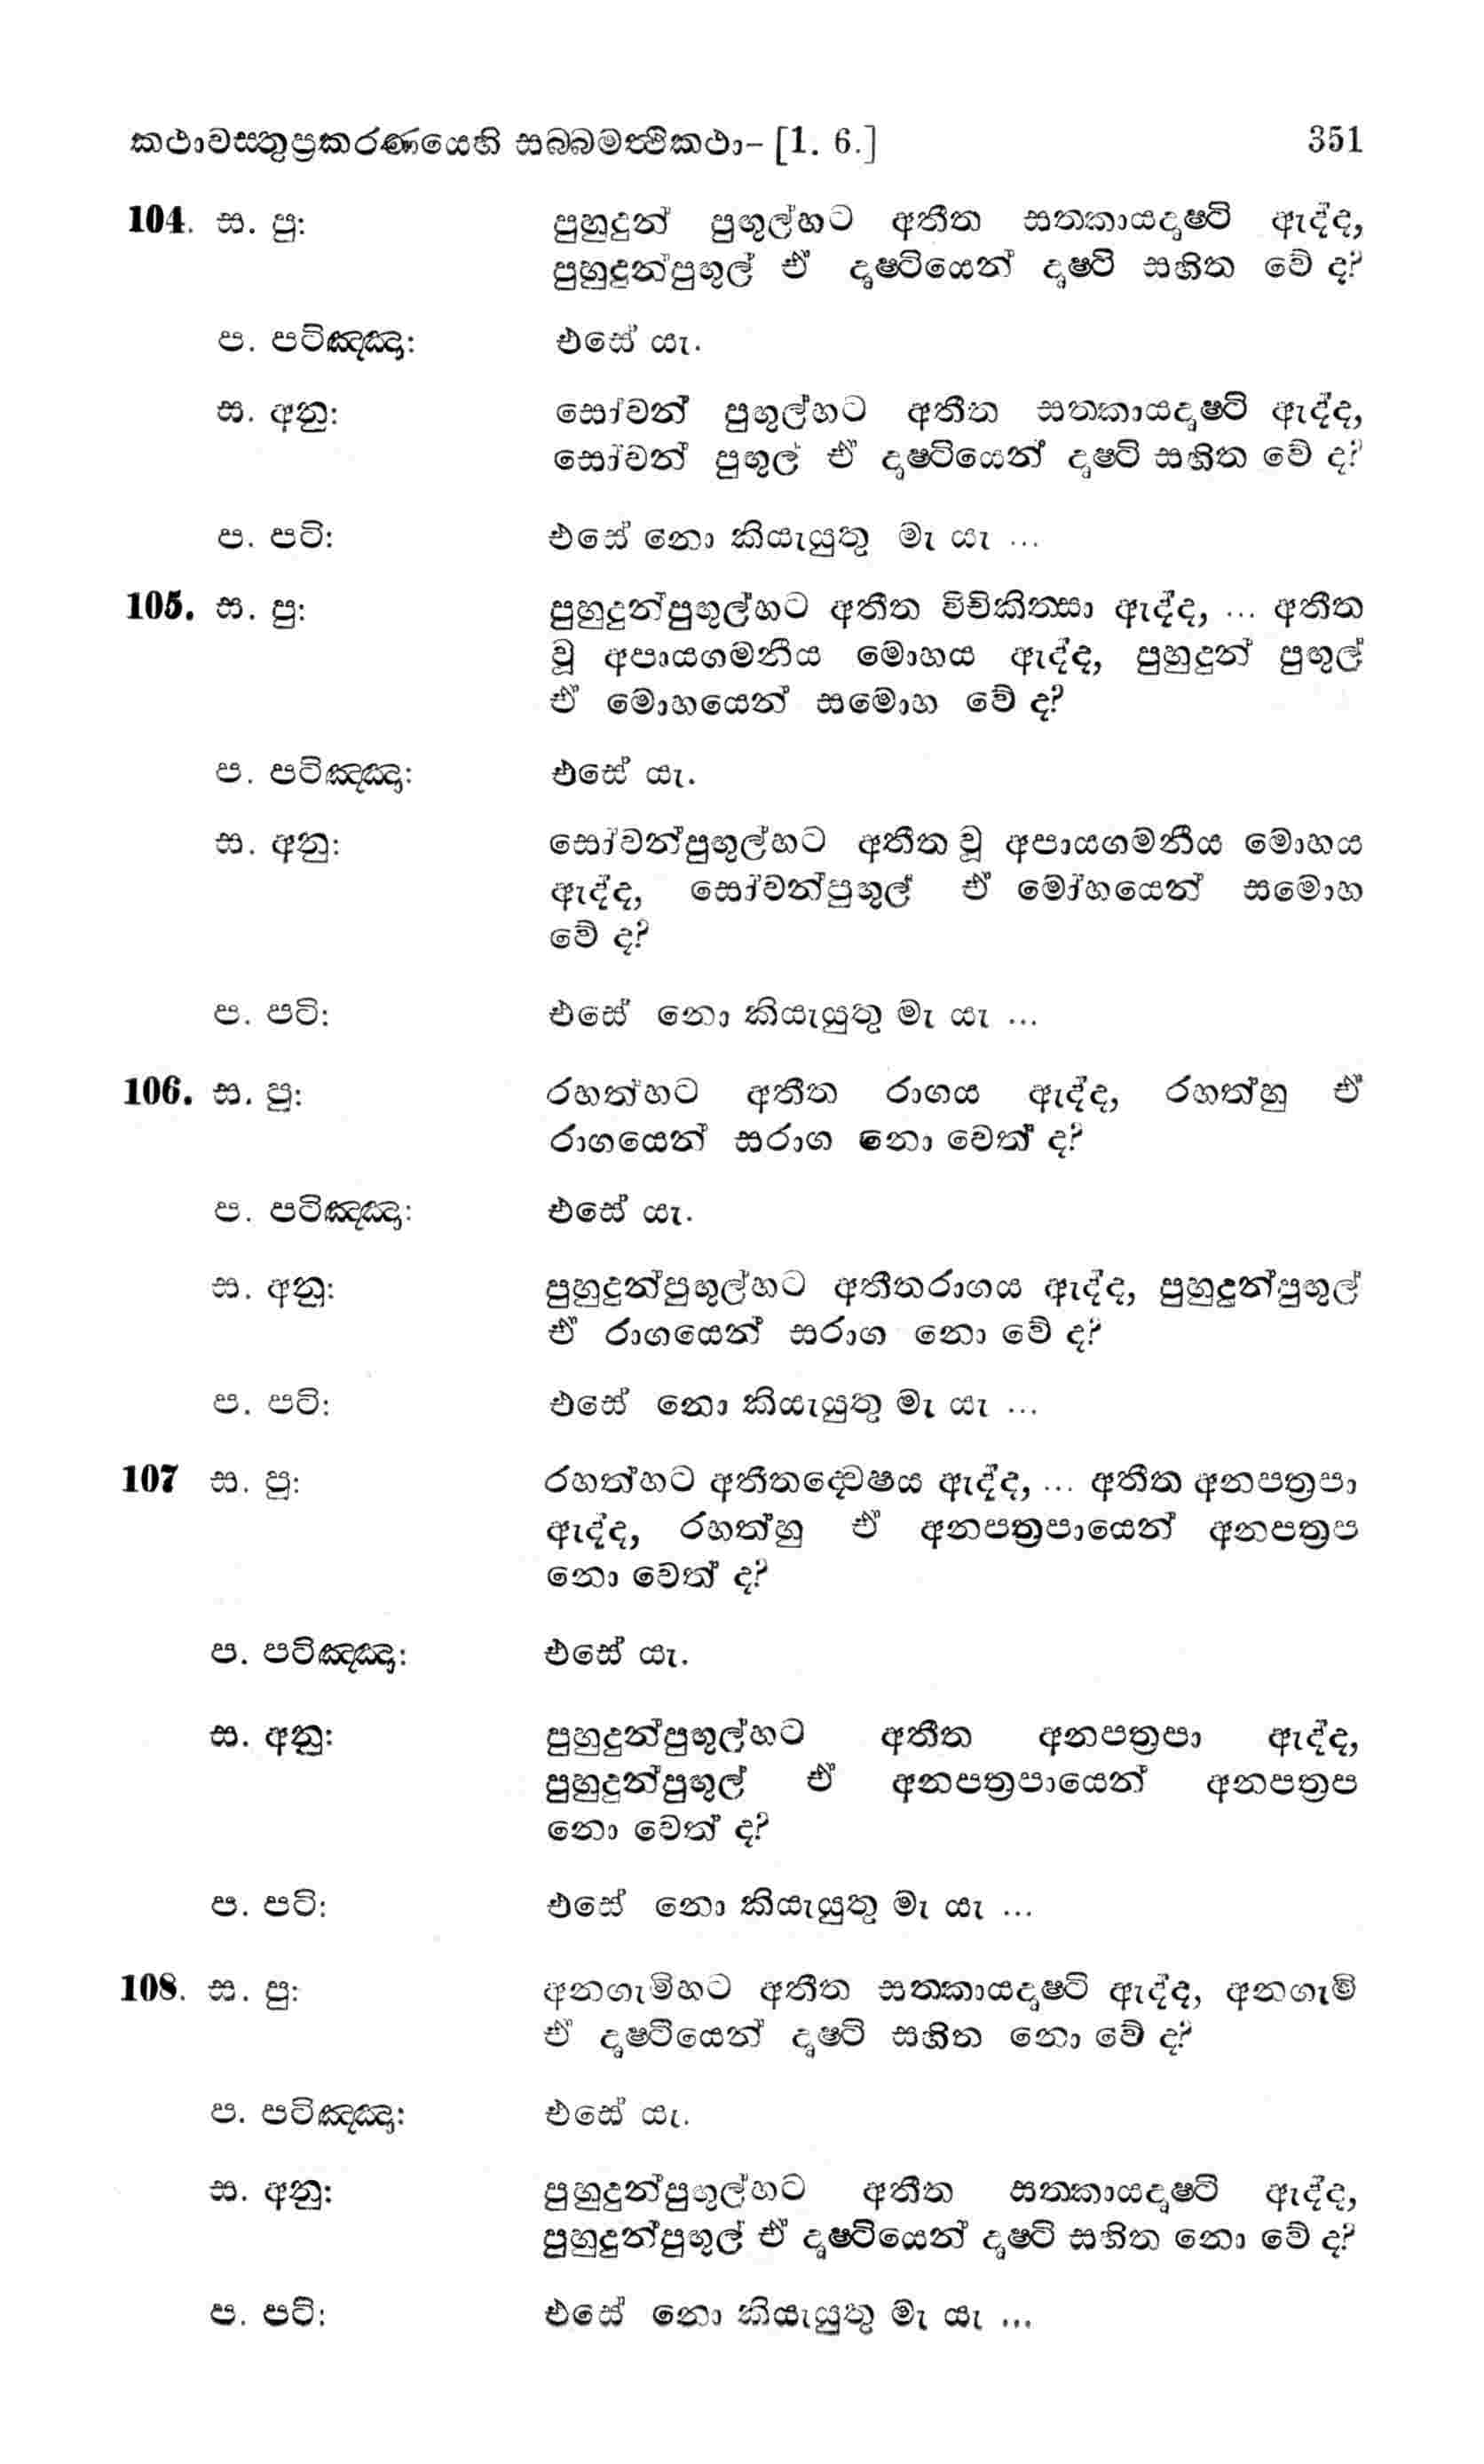 කථාවස්තුප්‍රකරණයෙහි සබ්බමත්ථිකථා- [1. 6.] 351
104. ස. පු: පුහුදුන් පුඟුල්හට අතීත සත්කායදෘෂ්ටි ඇද්ද,
පුහුදුන්පුඟුල් ඒ දෘෂ්ටියෙන් දෘෂ්ටි සහිත වේ ද?
ප. පටිඤ්ඤා: එසේ යැ.
ස. අනු: සෝවන් පුඟුල්හට අතීත සත්කායදෘෂ්ටි ඇද්ද,
සෝවන් පුඟුල් ඒ දෘෂ්ටියෙන් දෘෂ්ටි සහිත වේ ද?
ප. පටි: එසේ නො කියැයුතු මැ යැ ...
105. ස. පු: පුහුදුන්පුඟුල්හට අතීත විචිකිත්සා ඇද්ද, ... අතීත
වූ අපායගමනීය මොහය ඇද්ද, පුහුදුන් පුඟුල්
ඒ මොහයෙන් සමොහ වේ ද?
ප. පටිඤ්ඤා: එසේ යැ.
ස. අනු: සෝවන්පුඟුල්හට අතීත වූ අපායගමනීය මොහය
ඇද්ද, සෝවන්පුඟුල් ඒ මෝහයෙන් සමොහ
වේ ද?
ප. පටි: එසේ නො කියැයුතු මැ යැ ...
106. ස. පු: රහත්හට අතීත රාගය ඇද්ද, රහත්හු ඒ
රාගයෙන් සරාග නො වෙත් ද?
ප. පටිඤ්ඤා: එසේ යැ.
ස. අනු: පුහුදුන්පුඟුල්හට අතීතරාගය ඇද්ද, පුහුදුන්පුඟුල්
ඒ රාගයෙන් සරාග නො වේ ද?
ප. පටි: එසේ නො කියැයුතු මැ යැ ...
107 ස. පු: රහත්හට අතීතද්වෙෂය ඇද්ද, ... අතීත අනපත්‍රපා
ඇද්ද, රහත්හු ඒ අනපත්‍රපායෙන් අනපත්‍රප
නො වෙත් ද?
ප. පටිඤ්ඤා: එසේ යැ.
ස. අනු: පුහුදුන්පුඟුල්හට අතීත අනපත්‍රපා ඇද්ද,
පුහුදුන්පුඟුල් ඒ අනපත්‍රපායෙන් අනපත්‍රප
නො වෙත් ද?
ප. පටි: එසේ නො කියැයුතු මැ යැ ...
108. ස. පු: අනගැමිහට අතීත සත්කායදෘෂ්ටි ඇද්ද, අනගැමි
ඒ දෘෂ්ටියෙන් දෘෂ්ටි සහිත නො වේ ද?
ප. පටිඤ්ඤා: එසේ යැ.
ස. අනු: පුහුදුන්පුඟුල්හට අතීත සත්කායදෘෂ්ටි ඇද්ද,
පුහුදුන්පුඟුල් ඒ දෘෂ්ටියෙන් දෘෂ්ටි සහිත නො වේ ද?
ප. පටි: එසේ නො කියැයුතු මැ යැ ...